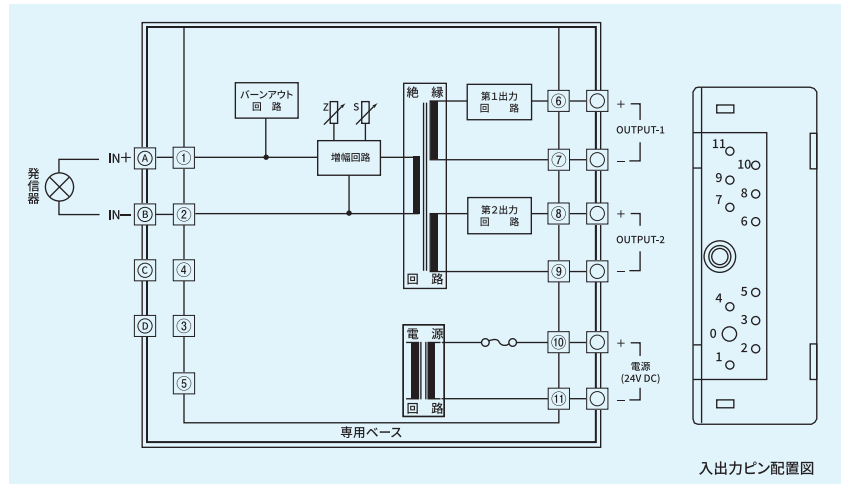 バーンアウト
回 路
Z
S
増幅回路
絶 縁
回 路
第1出力
回 路
第2出力
回 路
電 源
回 路
発信器
IN+
IN−
Ⓐ
Ⓑ
Ⓒ
Ⓓ
①
②
④
③
⑤
⑥
⑦
⑧
⑨
⑩
⑪
+
OUTPUT-1
−
+
OUTPUT-2
−
+
電源
(24V DC)
−
専用ベース
11
10
9
8
7
6
5
4
3
0
2
1
入出力ピン配置図